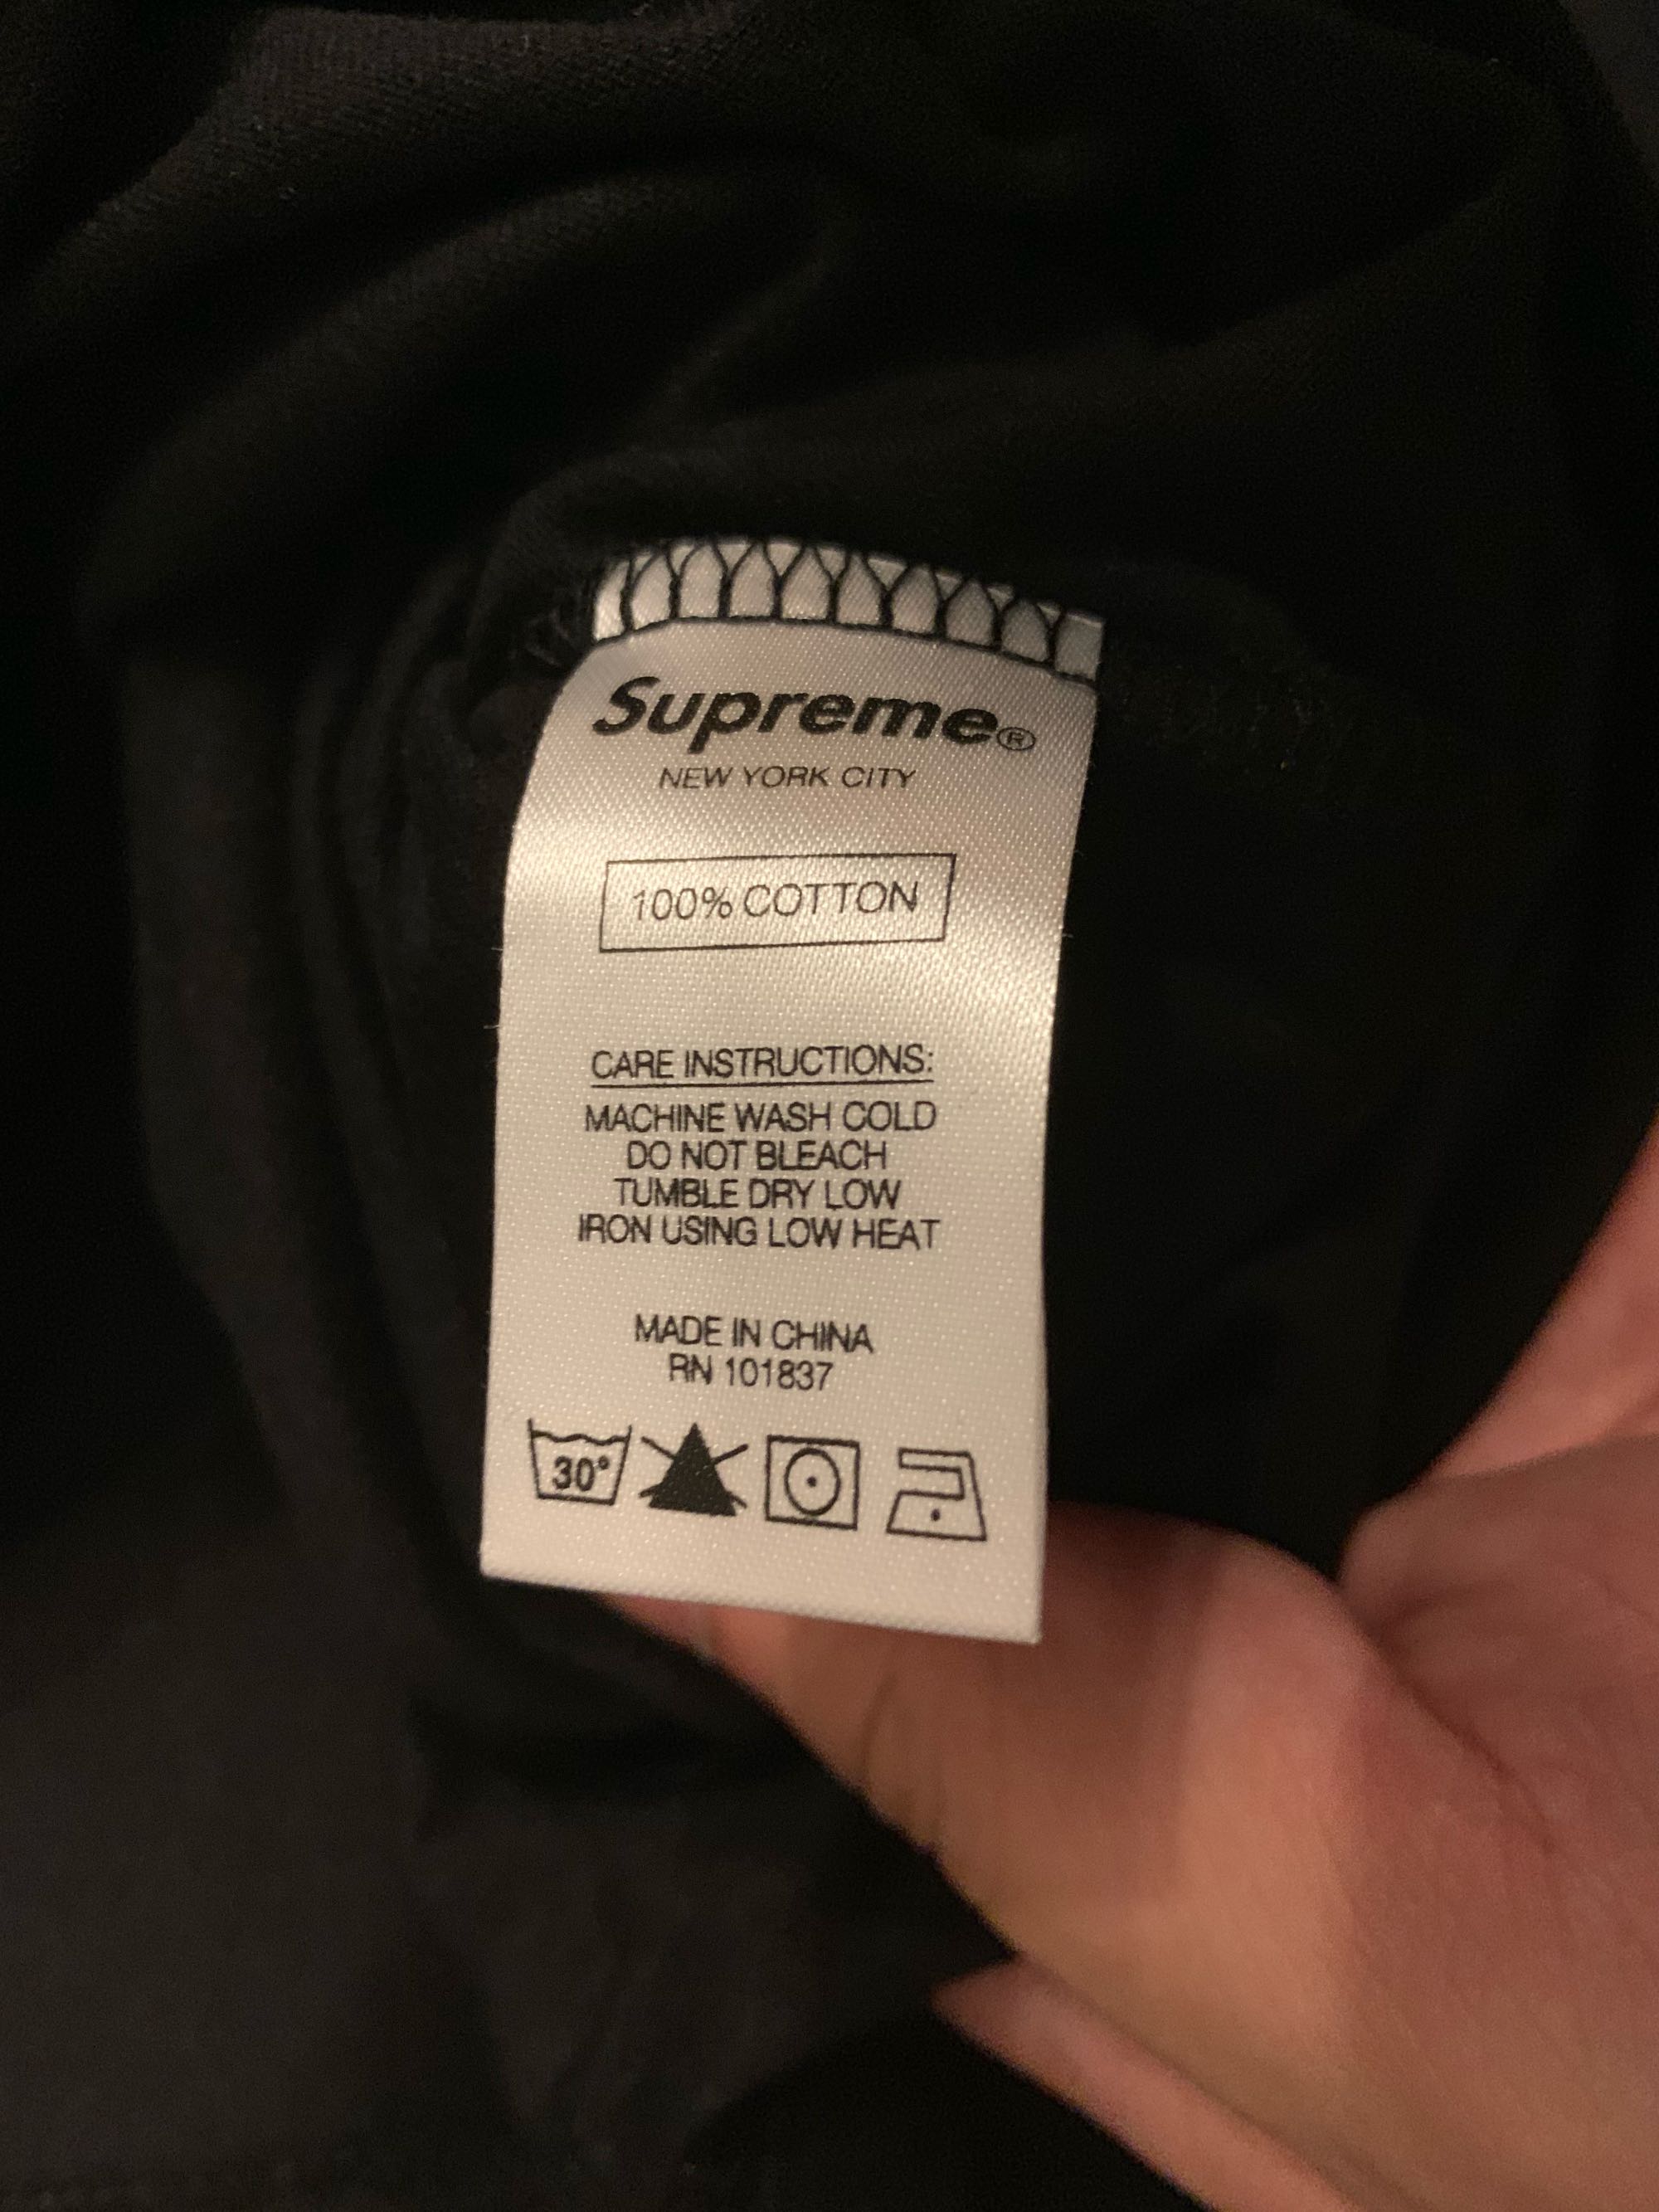 Supreme®
NEW YORK CITY
100% COTTON
CARE INSTRUCTIONS:
MACHINE WASH COLD
DO NOT BLEACH
TUMBLE DRY LOW
IRON USING LOW HEAT
MADE IN CHINA
RN 101837
30°